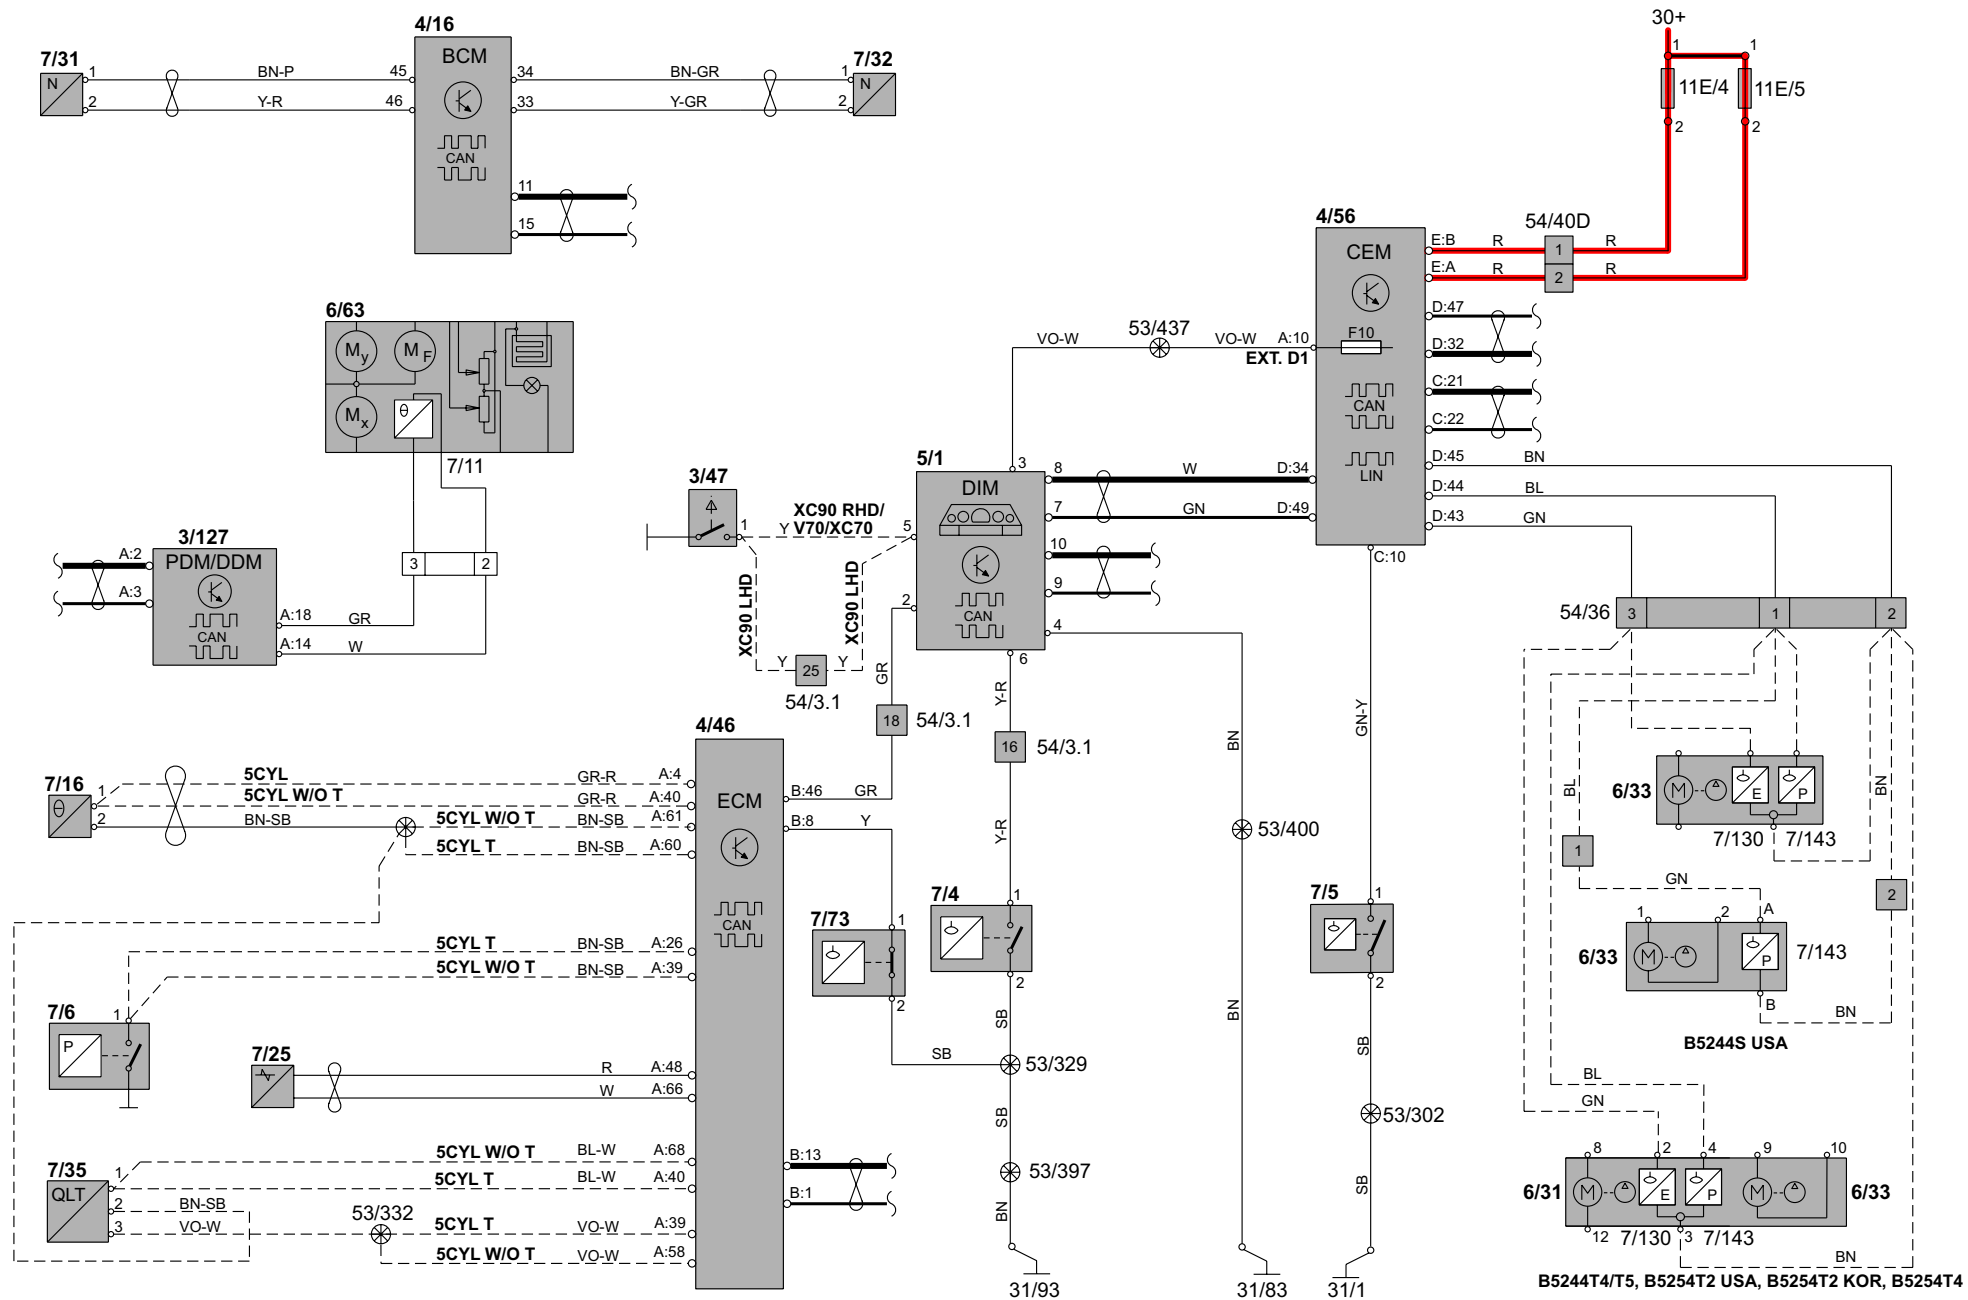 4/16
30+
7/31
BCM
7/32
1
1
N
1
BN-P
45
34
BN-GR
1
N
2
Y-R
46
33
Y-GR
2
11E/4
11E/5
2
2
CAN
11
15
4/56
54/40D
CEM
E:B
R
1
R
E:A
R
2
R
6/63
D:47
My
MF
53/437
VO-W
VO-W
A:10
F10
EXT. D1
D:32
C:21
Mx
θ
CAN
C:22
7/11
LIN
D:45
BN
3/47
5/1
3
8
W
D:34
D:44
BL
DIM
7
GN
D:49
D:43
GN
XC90 RHD/
V70/XC70
1
Y
5
3/127
PDM/DDM
A:2
A:3
3
2
10
9
C:10
CAN
A:18
GR
A:14
W
XC90 LHD
XC90 LHD
2
CAN
4
6
54/36
3
1
2
Y
25
Y
54/3.1
GR
18
54/3.1
Y-R
16
54/3.1
BN
GN-Y
4/46
7/16
θ
1
2
5CYL
GR-R
A:4
5CYL W/O T
GR-R
A:40
BN-SB
5CYL W/O T
BN-SB
A:61
5CYL T
BN-SB
A:60
ECM
B:46
GR
B:8
Y
CAN
Y-R
53/400
6/33
M
E
P
7/130
7/143
BL
BN
1
GN
2
7/73
1
2
7/4
1
2
7/5
1
2
1
2
A
6/33
M
P
7/143
B
BN
B5244S USA
5CYL T
BN-SB
A:26
5CYL W/O T
BN-SB
A:39
7/6
1
P
BN
SB
SB
SB
53/329
7/25
R
A:48
W
A:66
SB
53/302
53/397
BN
SB
BL
GN
7/35
QLT
1
2
3
5CYL W/O T
BL-W
A:68
5CYL T
BL-W
A:40
BN-SB
VO-W
53/332
5CYL T
VO-W
A:39
5CYL W/O T
VO-W
A:58
B:13
B:1
8
2
4
9
10
6/31
M
E
P
M
6/33
12
7/130
3
7/143
BN
31/93
31/83
31/1
B5244T4/T5, B5254T2 USA, B5254T2 KOR, B5254T4